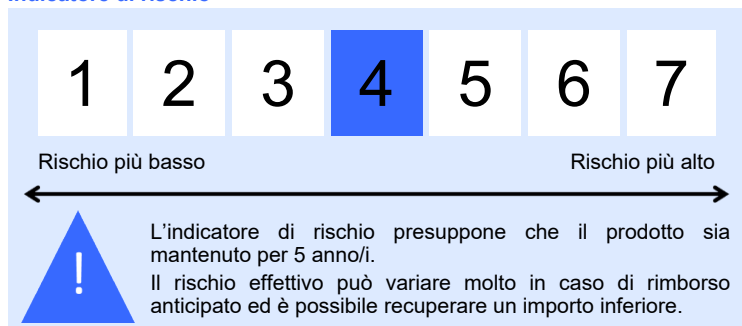 Indicatore di rischio
1 2 3 4 5 6 7
Rischio più basso Rischio più alto
!
L'indicatore di rischio presuppone che il prodotto sia
mantenuto per 5 anno/i.
Il rischio effettivo può variare molto in caso di rimborso
anticipato ed è possibile recuperare un importo inferiore.